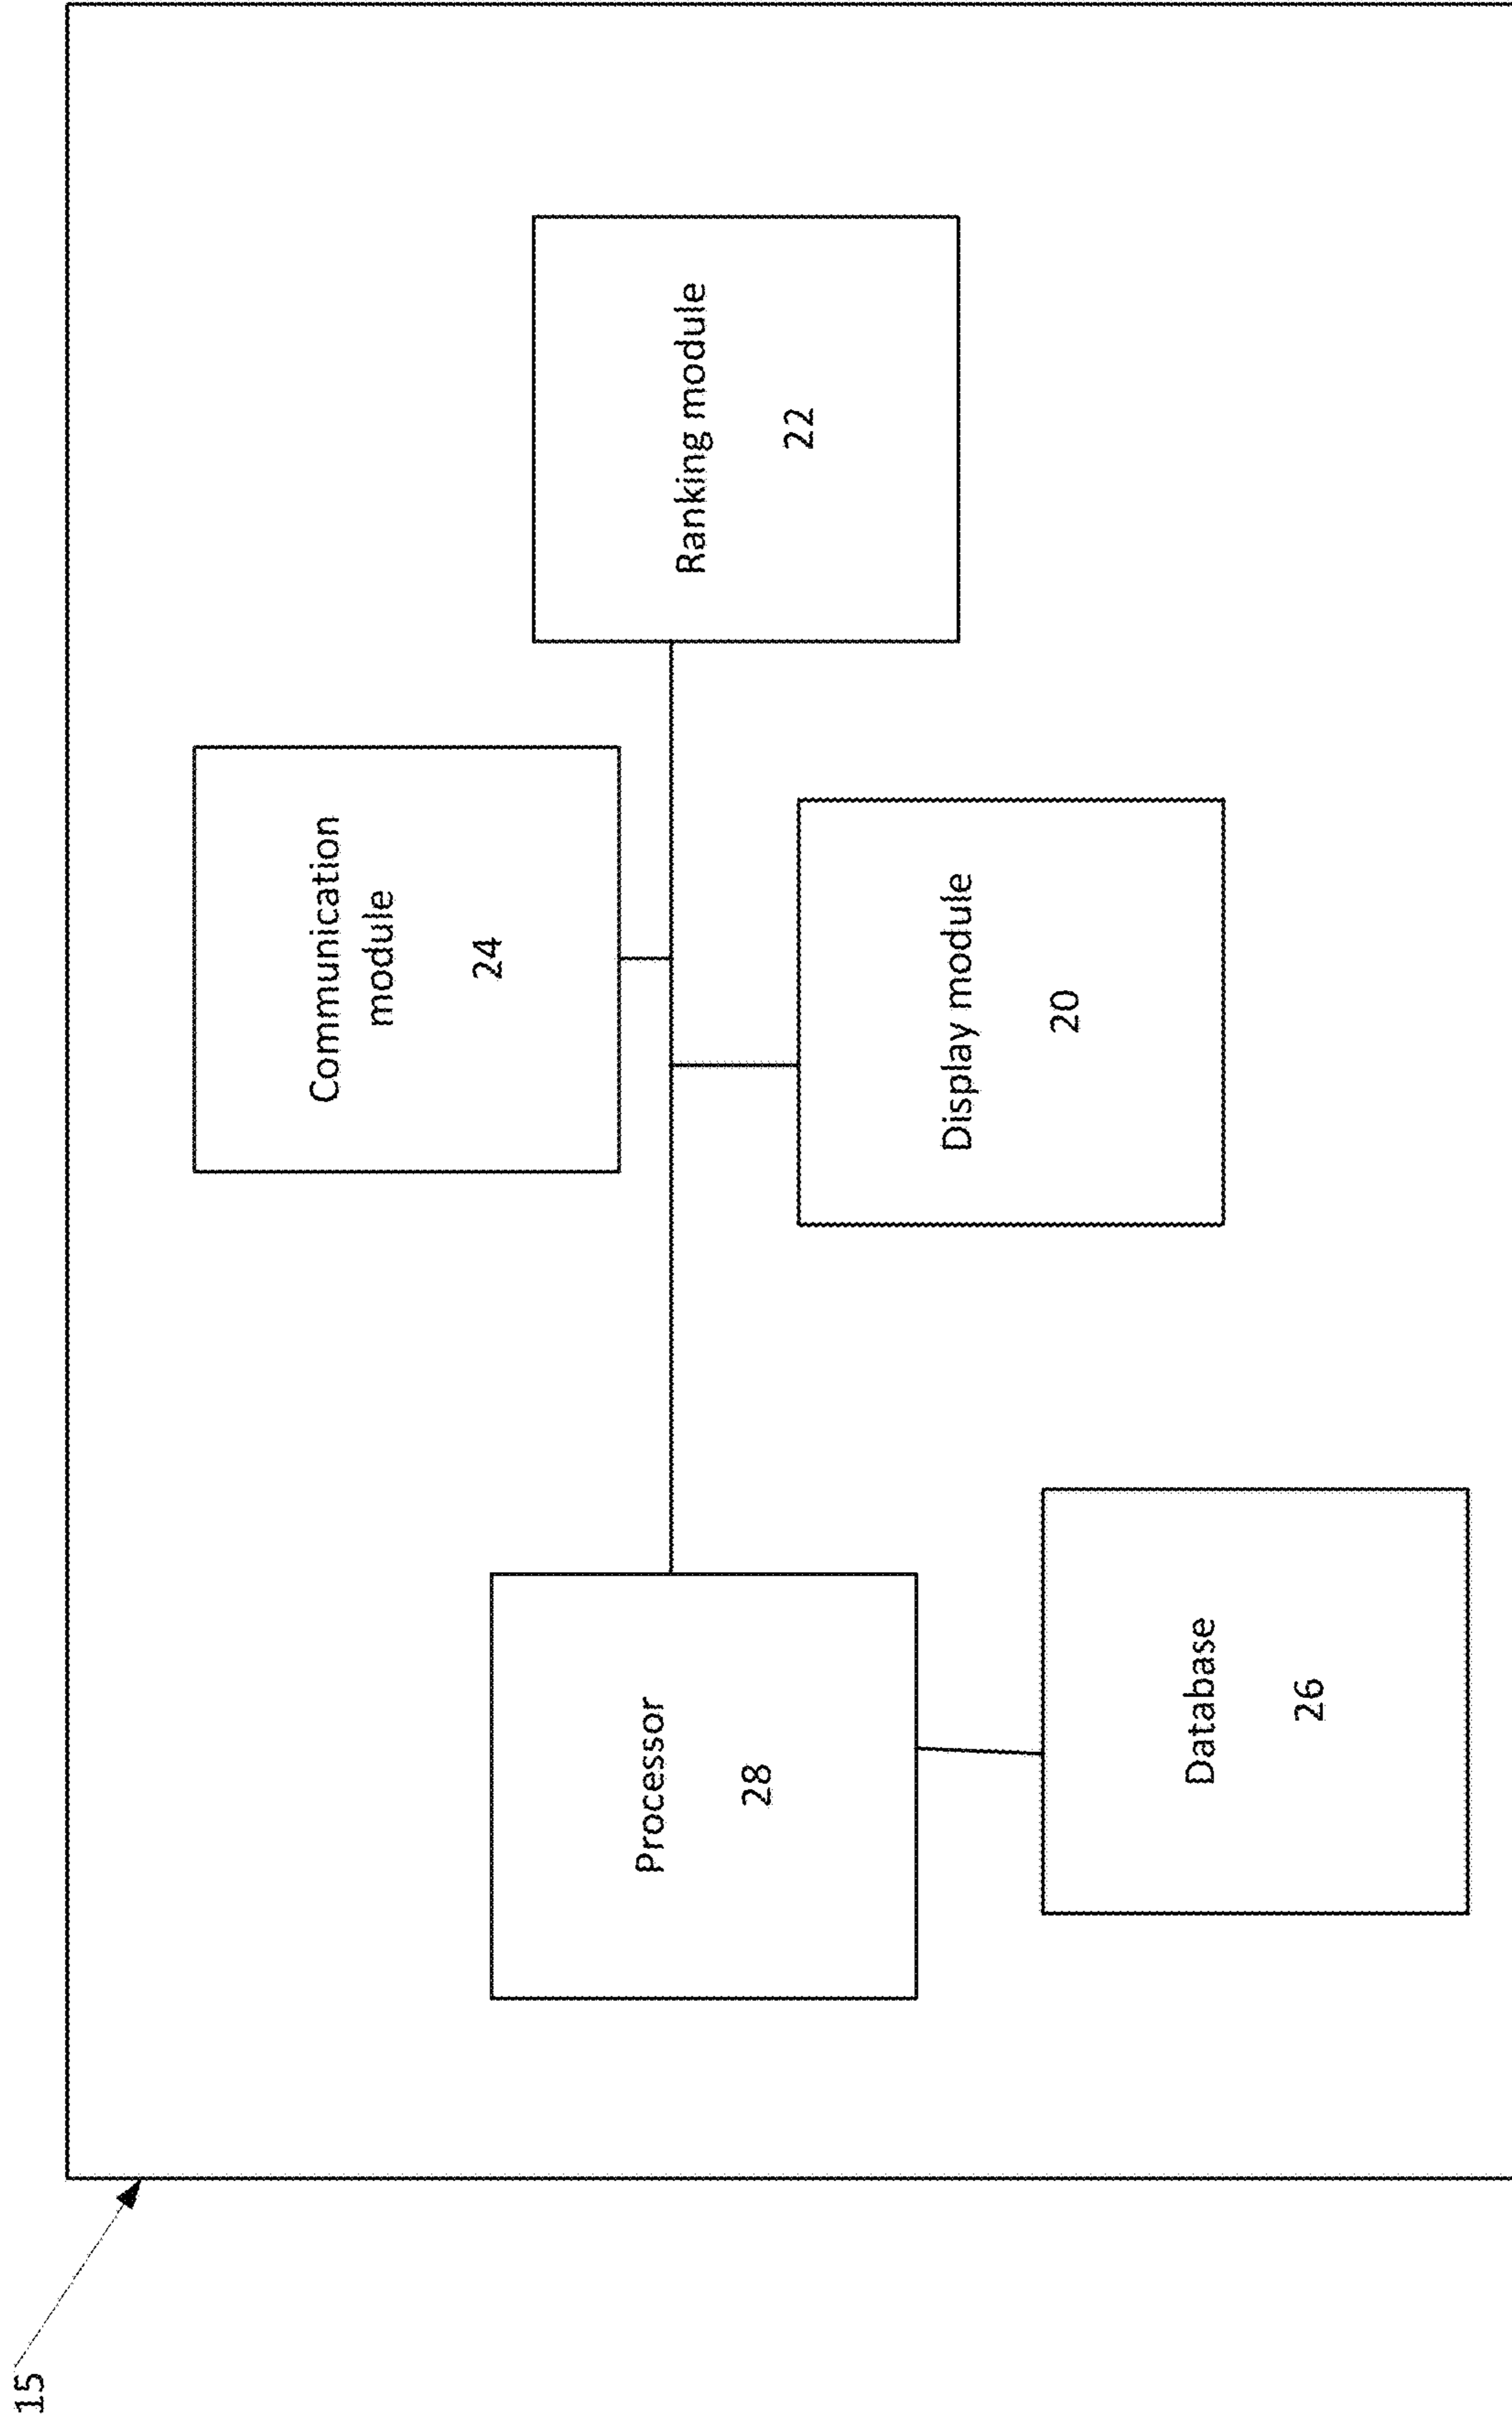 15
Communication
module
24
Processor
28
Ranking module
22
Display module
20
Database
26